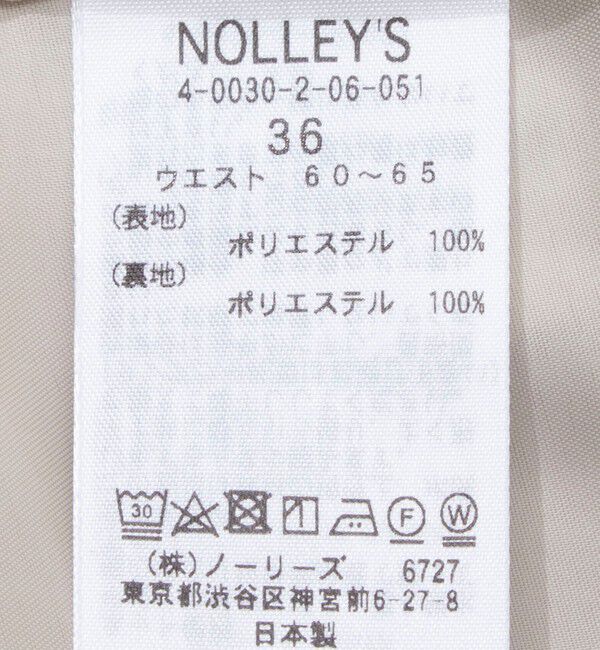 NOLLEY'S
4-0030-2-06-051
36
ウエスト 60～65
(表地)
ポリエステル 100%
(裏地)
ポリエステル 100%
30 F W
(株)ノーリーズ 6727
東京都渋谷区神宮前6-27-8
日本製